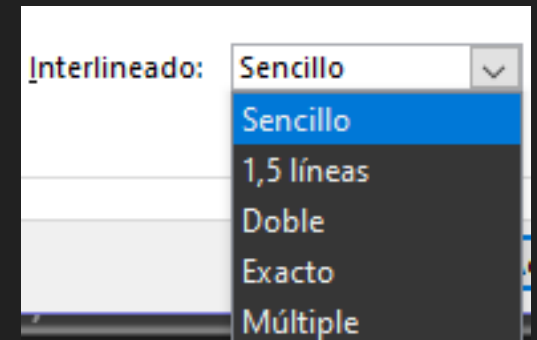 Interlineado: Sencillo
Sencillo
1,5 líneas
Doble
Exacto
Múltiple